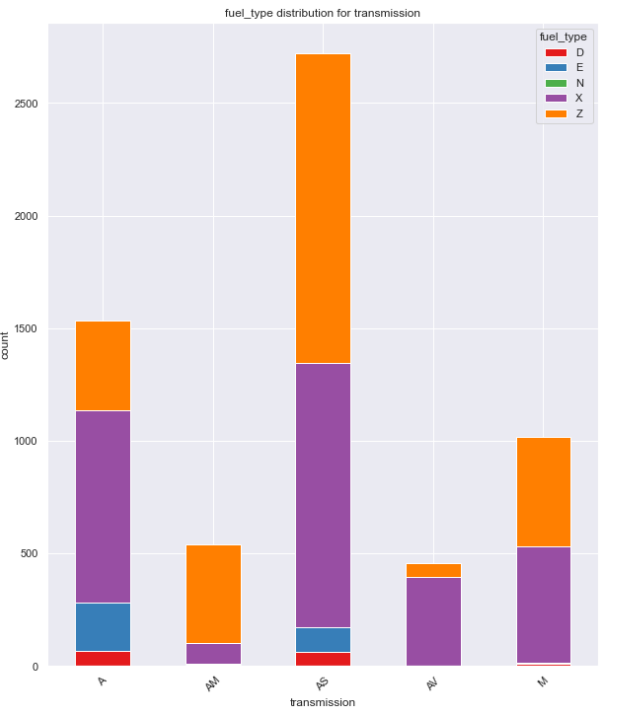 fuel_type distribution for transmission
fuel_type
D
E
N
X
Z
2500
2000
1500
1000
500
0
count
A
AM
AS
AV
M
transmission